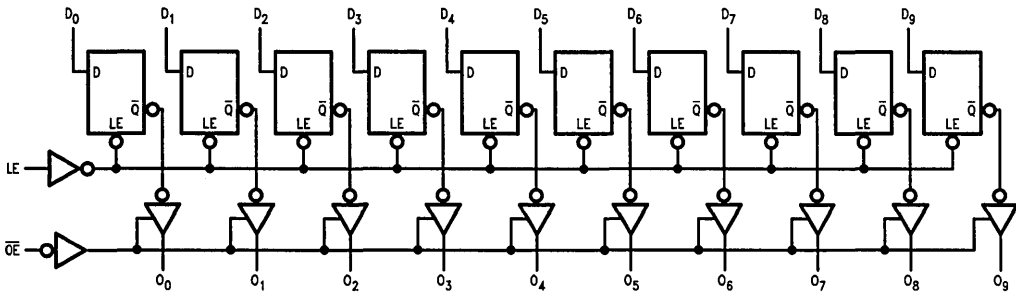 D0 D1 D2 D3 D4 D5 D6 D7 D8 D9
D D D D D D D D D D
Q̅ Q̅ Q̅ Q̅ Q̅ Q̅ Q̅ Q̅ Q̅ Q̅
LE LE LE LE LE LE LE LE LE LE
LE
O̅E̅
O0 O1 O2 O3 O4 O5 O6 O7 O8 O9